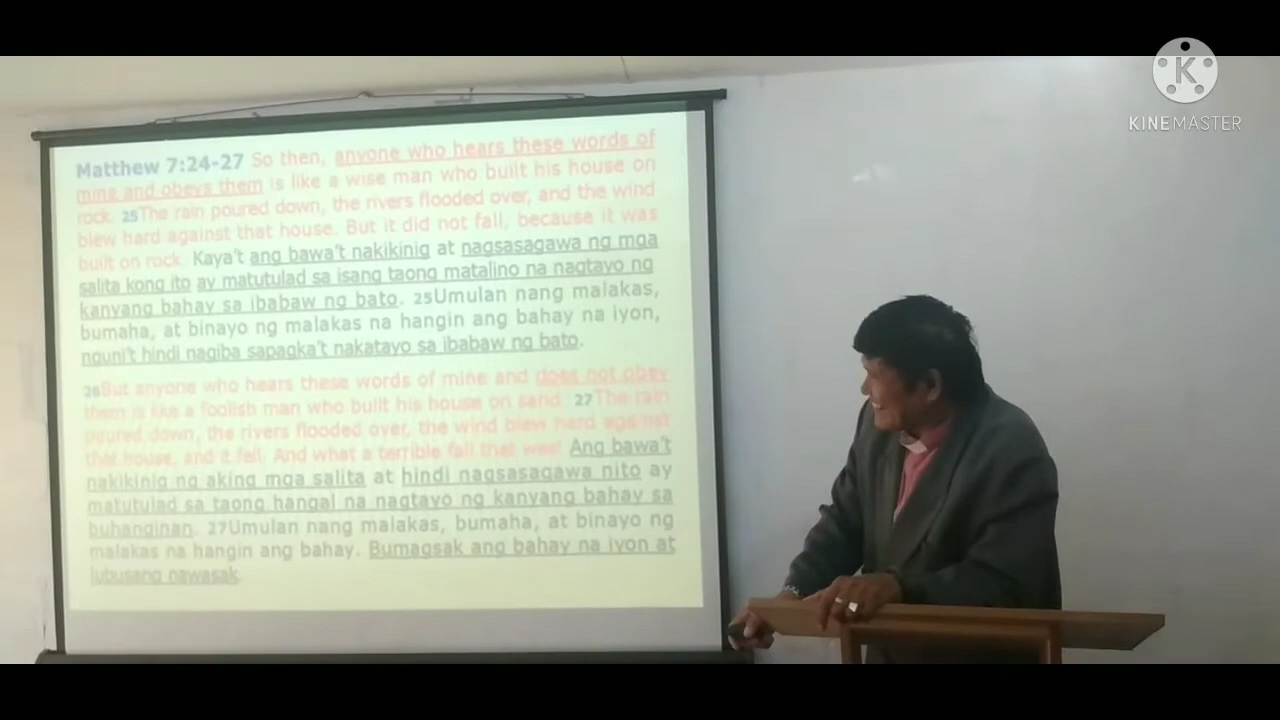 Matthew 7:24-27 So then, anyone who hears these words of
mine and obeys them is like a wise man who built his house on
rock. 25The rain poured down, the rivers flooded over, and the wind
blew hard against that house. But it did not fall, because it was
built on rock. Kaya't ang bawa't nakikinig at nagsasagawa ng mga
salita kong ito ay matutulad sa isang taong matalino na nagtayo ng
kanyang bahay sa ibabaw ng bato. 25Umulan nang malakas,
bumaha, at binayo ng malakas na hangin ang bahay na iyon,
nguni't hindi nagiba sapagka't nakatayo sa ibabaw ng bato.
26But anyone who hears these words of mine and does not obey
them is like a foolish man who built his house on sand. 27The rain
poured down, the rivers flooded over, the wind blew hard against
that house, and it fell. And what a terrible fall that was! Ang bawa't
nakikinig ng aking mga salita at hindi nagsasagawa nito ay
matutulad sa taong hangal na nagtayo ng kanyang bahay sa
buhanginan. 27Umulan nang malakas, bumaha, at binayo ng
malakas na hangin ang bahay. Bumagsak ang bahay na iyon at
lubusang nawasak.
K
KINEMASTER